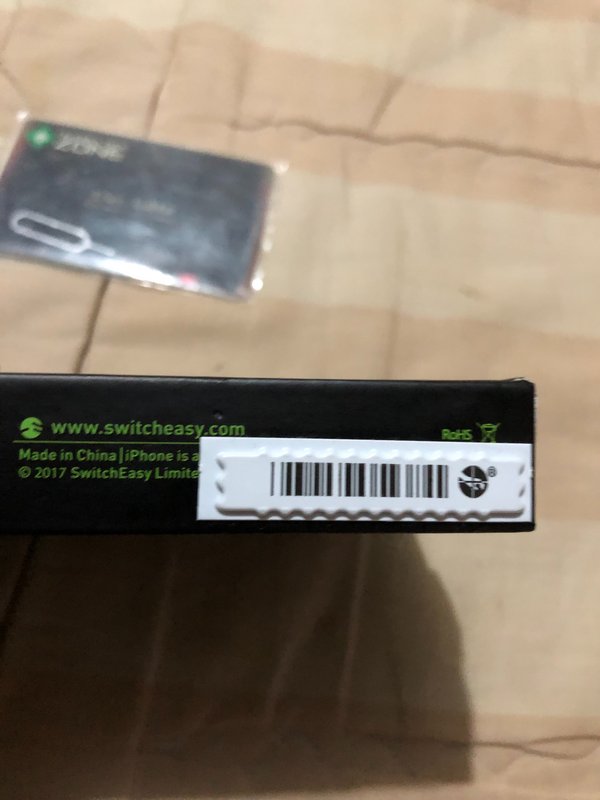 ZONE
www.switcheasy.com
RoHS
Made in China|iPhone is a
© 2017 SwitchEasy Limite
®